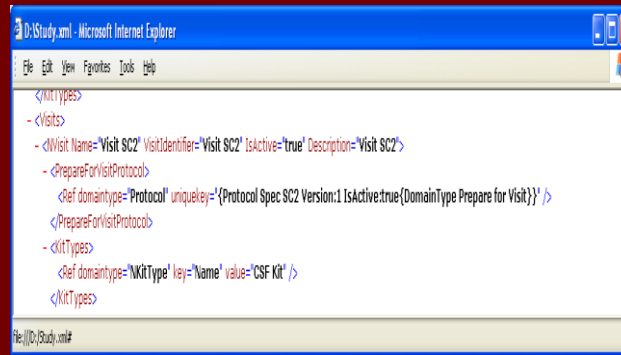 D:\Study.xml - Microsoft Internet Explorer
File Edit View Favorites Tools Help
</KitTypes>
- <Visits>
- <NVisit Name="Visit SC2" VisitIdentifier="Visit SC2" IsActive="true" Description="Visit SC2">
- <PrepareForVisitProtocol>
<Ref domaintype="Protocol" uniquekey="{Protocol Spec SC2 Version:1 IsActive:true{DomainType Prepare for Visit}}" />
</PrepareForVisitProtocol>
- <KitTypes>
<Ref domaintype="NKitType" key="Name" value="CSF Kit" />
</KitTypes>
file:///D:/Study.xml#